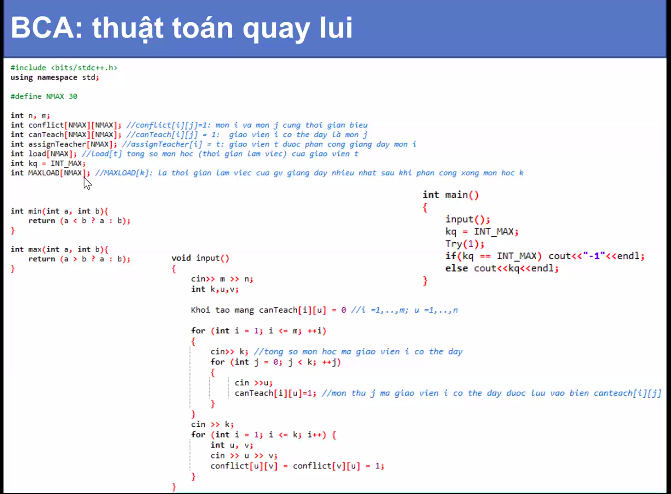 BCA: thuật toán quay lui
#include <bits/stdc++.h>
using namespace std;
#define NMAX 30
int n, m;
int conflict[NMAX][NMAX]; //conflict[i][j]=1: mon i va mon j cung thoi gian bieu
int canTeach[NMAX][NMAX]; //canTeach[i][j] = 1: giao vien i co the day là mon j
int assignTeacher[NMAX]; //assignTeacher[i] = t: giao vien t duoc phan cong giang day mon i
int load[NMAX]; //Load[t] tong so mon hoc (thoi gian lam viec) cua giao vien t
int kq = INT_MAX;
int MAXLOAD[NMAX]; //MAXLOAD[k]: la thoi gian lam viec cua gv giang day nhieu nhat sau khi phan cong xong mon hoc k
int min(int a, int b){
return (a < b ? a : b);
}
int max(int a, int b){
return (a > b ? a : b);
}
void input()
{
cin>> m >> n;
int k,u,v;
Khoi tao mang canTeach[i][u] = 0 //i =1,..,m; u =1,..,n
for (int i = 1; i <= m; ++i)
{
cin>> k; //tong so mon hoc ma giao vien i co the day
for (int j = 0; j < k; ++j)
{
cin >>u;
canTeach[i][u]=1; //mon thu j ma giao vien i co the day duoc luu vao bien canteach[i][j]
}
}
cin >> k;
for (int i = 1; i <= k; i++) {
int u, v;
cin >> u >> v;
conflict[u][v] = conflict[v][u] = 1;
}
}
int main()
{
input();
kq = INT_MAX;
Try(1);
if(kq == INT_MAX) cout<<"-1"<<endl;
else cout<<kq<<endl;
}